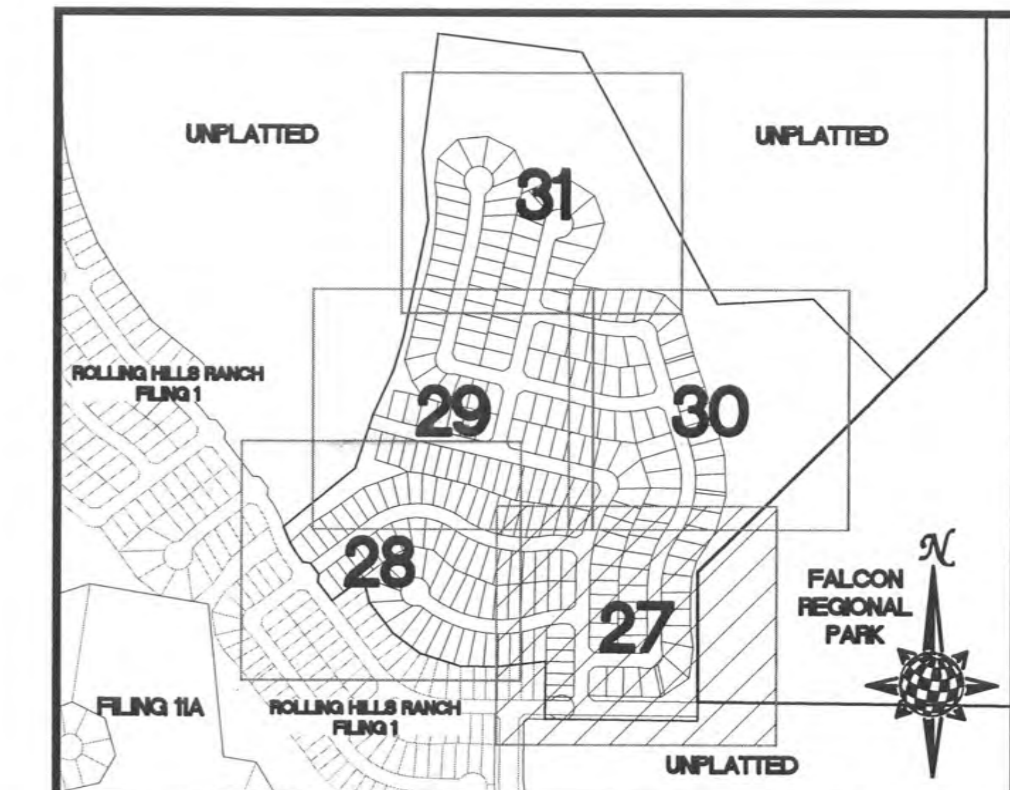 UNPLATTED
UNPLATTED
31
ROLLING HILLS RANCH
FILING 1
29
30
28
27
N
FALCON
REGIONAL
PARK
FILING 11A
ROLLING HILLS RANCH
FILING 1
UNPLATTED